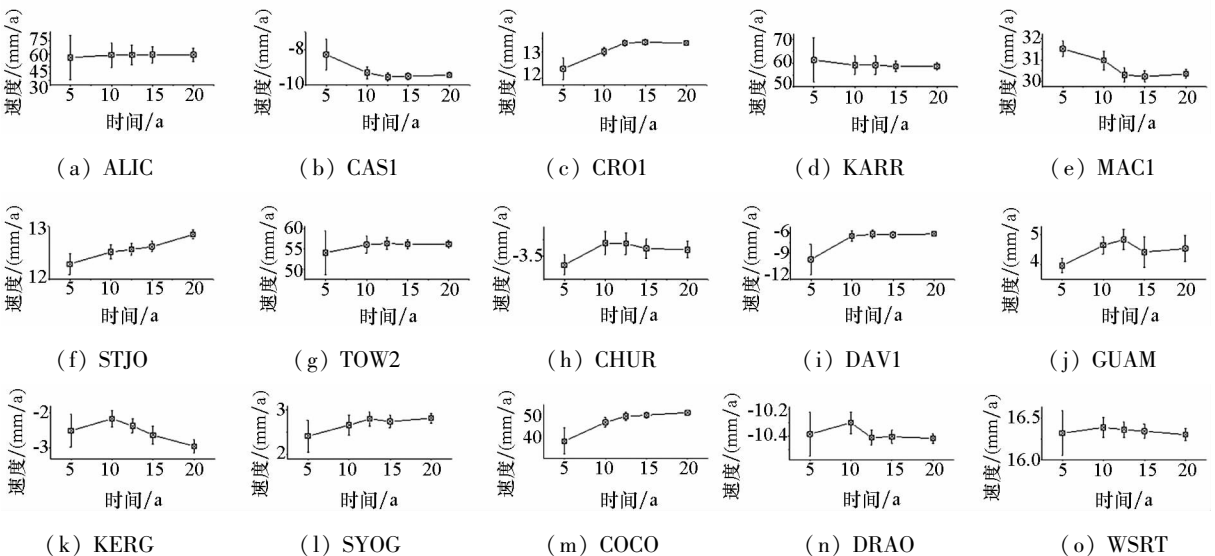 速度/(mm/a)
75
60
45
30
5 10 15 20
时间/a
(a) ALIC
速度/(mm/a)
-8
-10
5 10 15 20
时间/a
(b) CAS1
速度/(mm/a)
13
12
5 10 15 20
时间/a
(c) CRO1
速度/(mm/a)
70
60
50
5 10 15 20
时间/a
(d) KARR
速度/(mm/a)
32
31
30
5 10 15 20
时间/a
(e) MAC1
速度/(mm/a)
13
12
5 10 15 20
时间/a
(f) STJO
速度/(mm/a)
60
55
50
5 10 15 20
时间/a
(g) TOW2
速度/(mm/a)
-3.5
5 10 15 20
时间/a
(h) CHUR
速度/(mm/a)
-6
-9
-12
5 10 15 20
时间/a
(i) DAV1
速度/(mm/a)
5
4
5 10 15 20
时间/a
(j) GUAM
速度/(mm/a)
-2
-3
5 10 15 20
时间/a
(k) KERG
速度/(mm/a)
3
2
5 10 15 20
时间/a
(l) SYOG
速度/(mm/a)
50
40
5 10 15 20
时间/a
(m) COCO
速度/(mm/a)
-10.2
-10.4
5 10 15 20
时间/a
(n) DRAO
速度/(mm/a)
16.5
16.0
5 10 15 20
时间/a
(o) WSRT